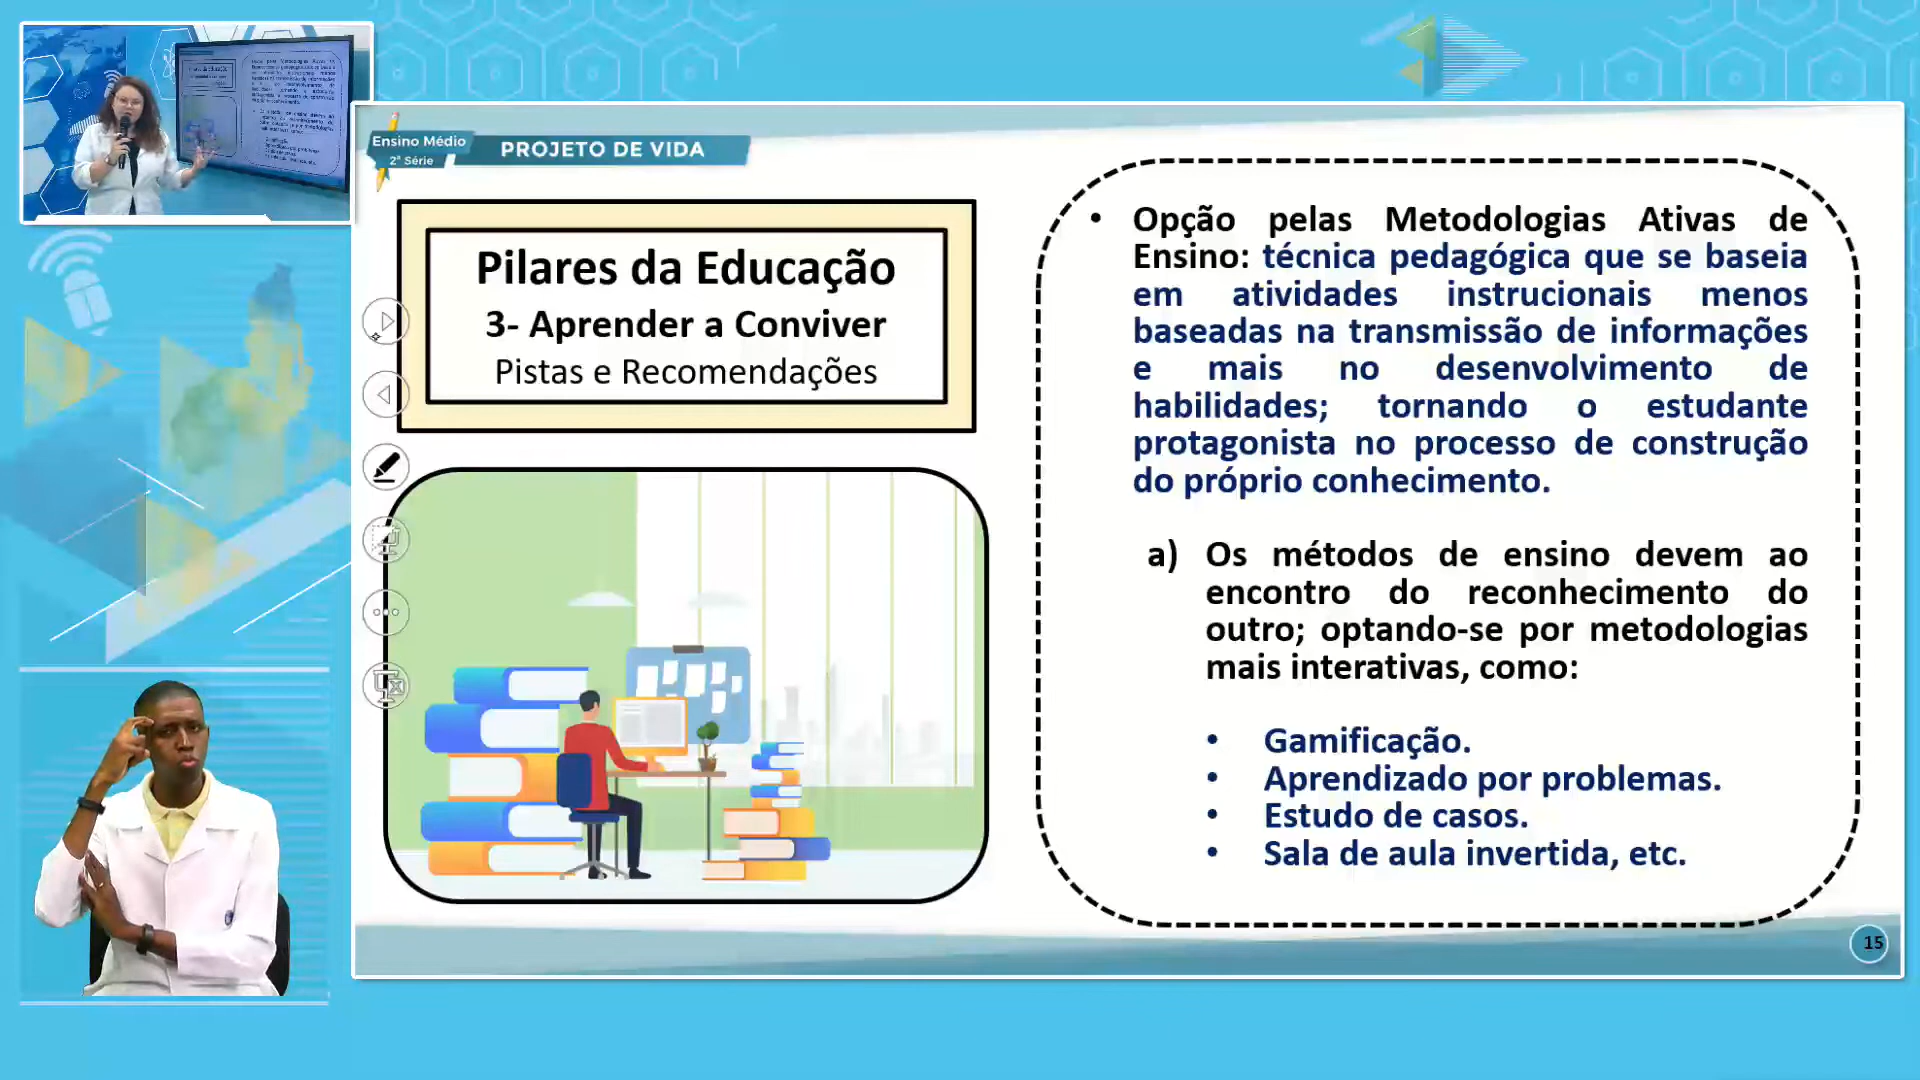 Ensino Médio
2ª Série
PROJETO DE VIDA
Pilares da Educação
3- Aprender a Conviver
Pistas e Recomendações
• Opção pelas Metodologias Ativas de
Ensino: técnica pedagógica que se baseia
em atividades instrucionais menos
baseadas na transmissão de informações
e mais no desenvolvimento de
habilidades; tornando o estudante
protagonista no processo de construção
do próprio conhecimento.
a) Os métodos de ensino devem ao
encontro do reconhecimento do
outro; optando-se por metodologias
mais interativas, como:
• Gamificação.
• Aprendizado por problemas.
• Estudo de casos.
• Sala de aula invertida, etc.
15